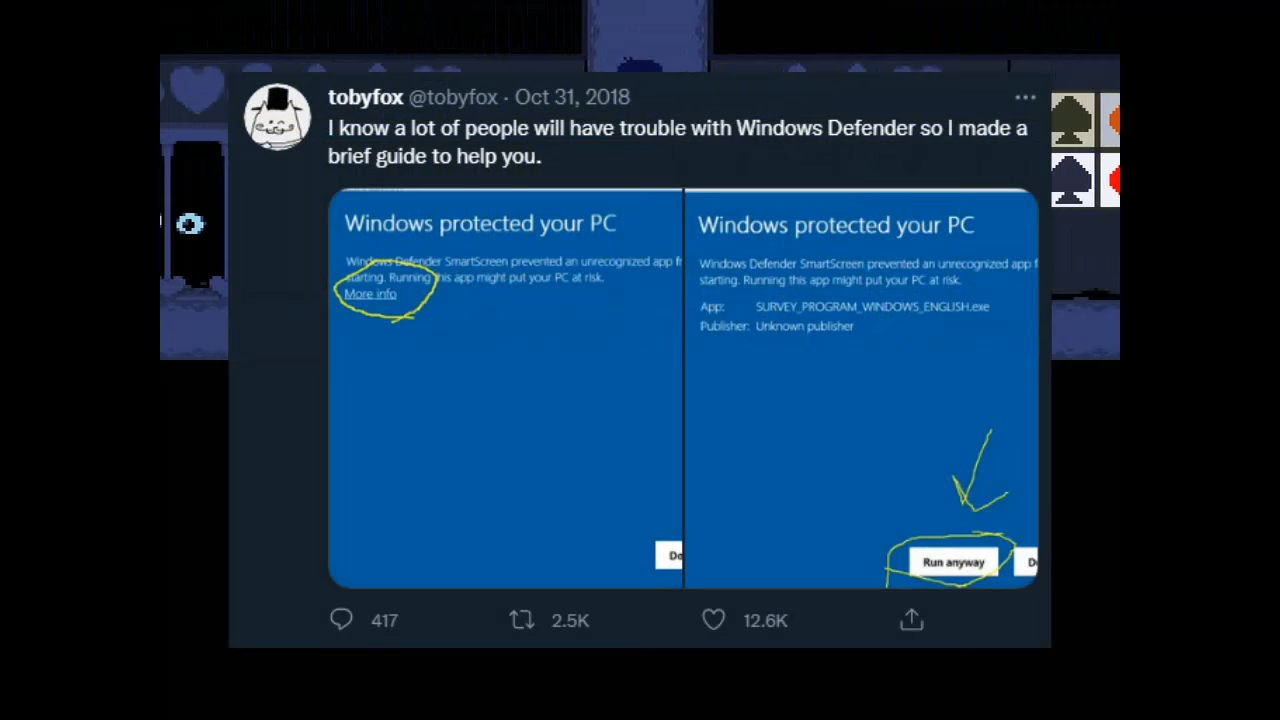 tobyfox @tobyfox · Oct 31, 2018
I know a lot of people will have trouble with Windows Defender so I made a
brief guide to help you.
Windows protected your PC
Windows Defender SmartScreen prevented an unrecognized app fr
starting. Running this app might put your PC at risk.
More info
Do
Windows protected your PC
Windows Defender SmartScreen prevented an unrecognized app f
starting. Running this app might put your PC at risk.
App: SURVEY_PROGRAM_WINDOWS_ENGLISH.exe
Publisher: Unknown publisher
Run anyway
D
417 2.5K 12.6K